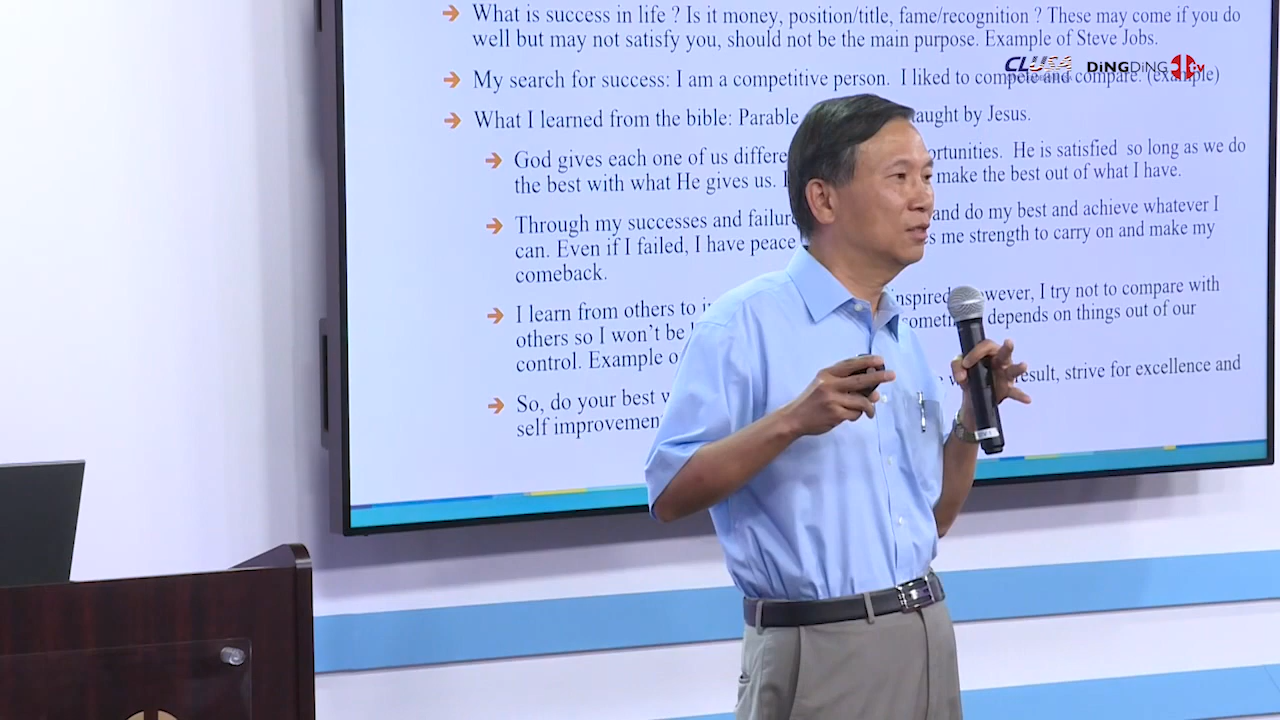 What is success in life ? Is it money, position/title, fame/recognition ? These may come if you do
well but may not satisfy you, should not be the main purpose. Example of Steve Jobs.
DiNGDiNG TV
My search for success: I am a competitive person. I liked to compete and compare. (example)
What I learned from the bible: Parable taught by Jesus.
God gives each one of us He is satisfied so long as we do
the best with what He gives us. make the best out of what I have.
Through my successes and and do my best and achieve whatever I
can. Even if I failed, I have peace me strength to carry on and make my
comeback.
I learn from others to inspired. However, I try not to compare with
others so I won't be depends on things out of our
control. Example
So, do your best result, strive for excellence and
self